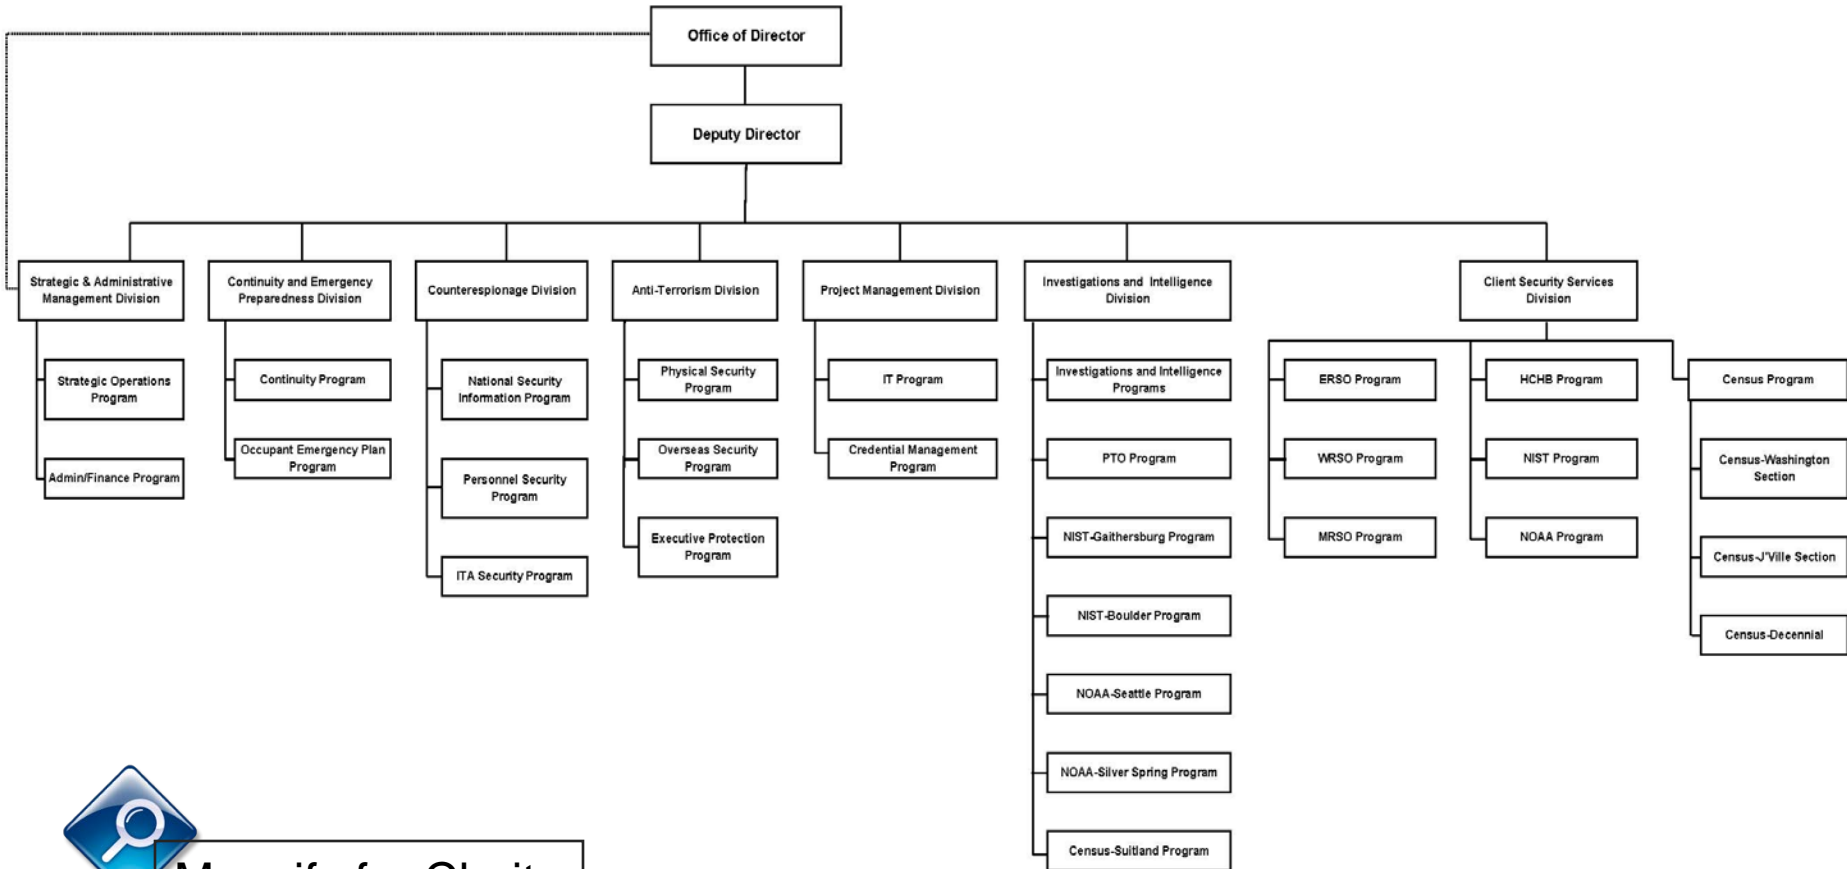 Office of Director
Deputy Director
Strategic & Administrative
Management Division
Strategic Operations
Program
Admin/Finance Program
Continuity and Emergency
Preparedness Division
Continuity Program
Occupant Emergency Plan
Program
Counterespionage Division
National Security
Information Program
Personnel Security
Program
ITA Security Program
Anti-Terrorism Division
Physical Security
Program
Overseas Security
Program
Executive Protection
Program
Project Management Division
IT Program
Credential Management
Program
Investigations and Intelligence
Division
Investigations and Intelligence
Programs
PTO Program
NIST-Gaithersburg Program
NIST-Boulder Program
NOAA-Seattle Program
NOAA-Silver Spring Program
Census-Suitland Program
Client Security Services
Division
ERSO Program
WRSO Program
MRSO Program
HCHB Program
NIST Program
NOAA Program
Census Program
Census-Washington
Section
Census-J'Ville Section
Census-Decennial
Magnify for Clarity